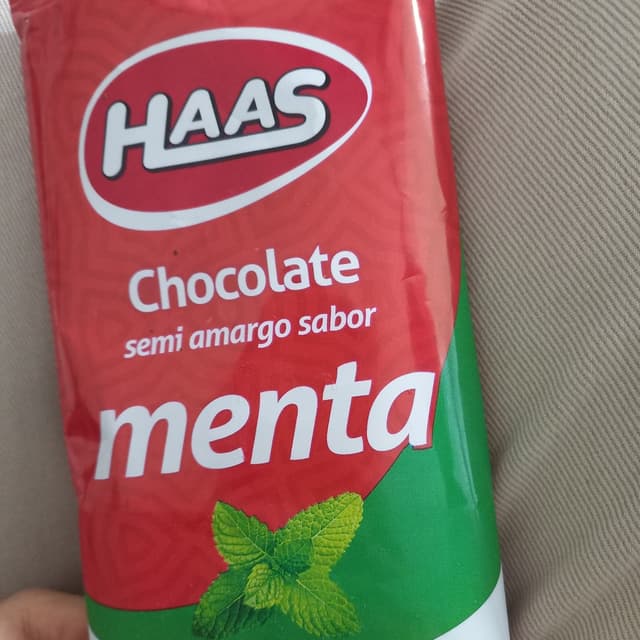 HAAS
Chocolate
semi amargo sabor
menta